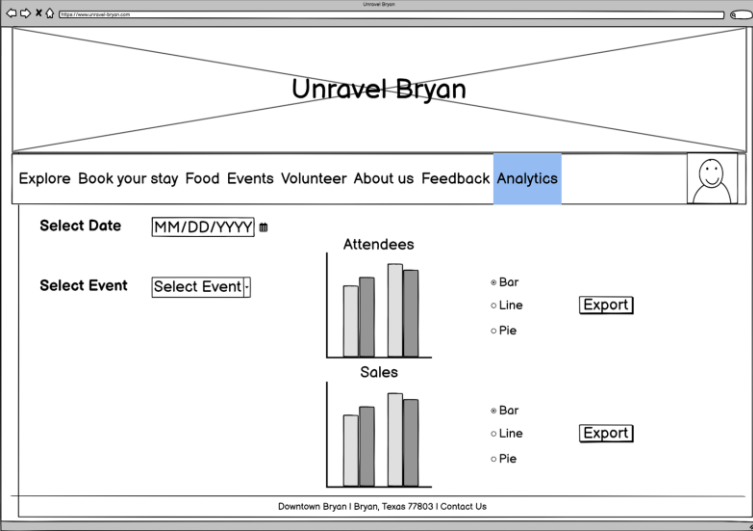 Unravel Bryan
https://www.unravel-bryan.com
Unravel Bryan
Explore Book your stay Food Events Volunteer About us Feedback Analytics
Select Date MM/DD/YYYY
Attendees
Select Event Select Event
Bar
Line Export
Pie
Sales
Bar
Line Export
Pie
Downtown Bryan | Bryan, Texas 77803 | Contact Us